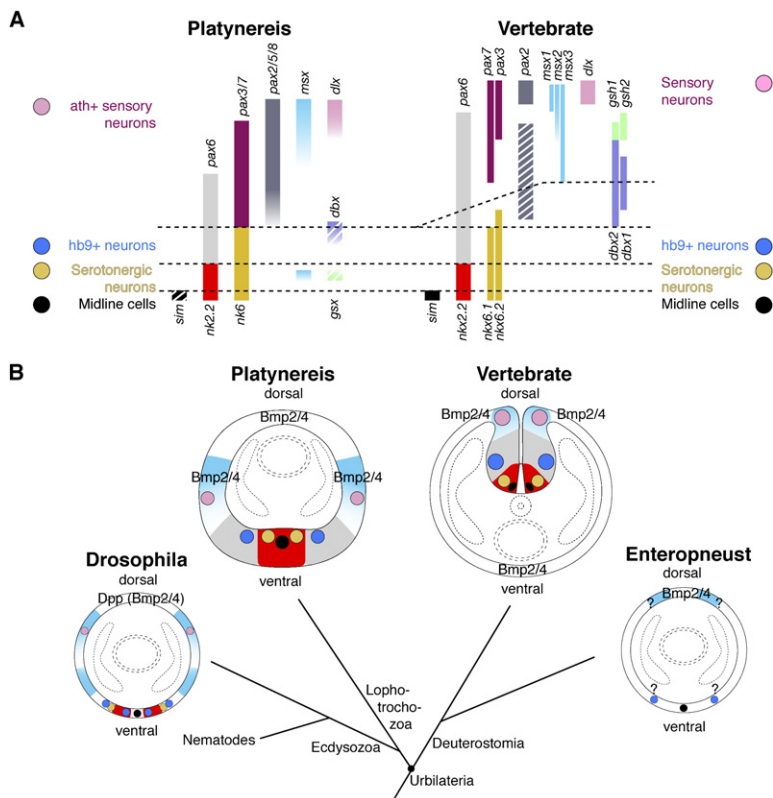 A
Platynereis
Vertebrate
ath+ sensory
neurons
hb9+ neurons
Serotonergic
neurons
Midline cells
sim
pax6
nk2.2
pax3/7
nk6
pax2/5/8
msx
dlx
dbx
gsx
sim
pax6
nkx2.2
pax7
pax3
nkx6.1
nkx6.2
pax2
msx1
msx2
msx3
dlx
gsh1
gsh2
dbx2
dbx1
Sensory
neurons
hb9+ neurons
Serotonergic
neurons
Midline cells
B
Platynereis
dorsal
Bmp2/4
Bmp2/4
Bmp2/4
ventral
Vertebrate
dorsal
Bmp2/4
Bmp2/4
Bmp2/4
ventral
Drosophila
dorsal
Dpp (Bmp2/4)
ventral
Enteropneust
dorsal
Bmp2/4
?
?
?
?
ventral
Nematodes
Ecdysozoa
Lopho-
trocho-
zoa
Deuterostomia
Urbilateria